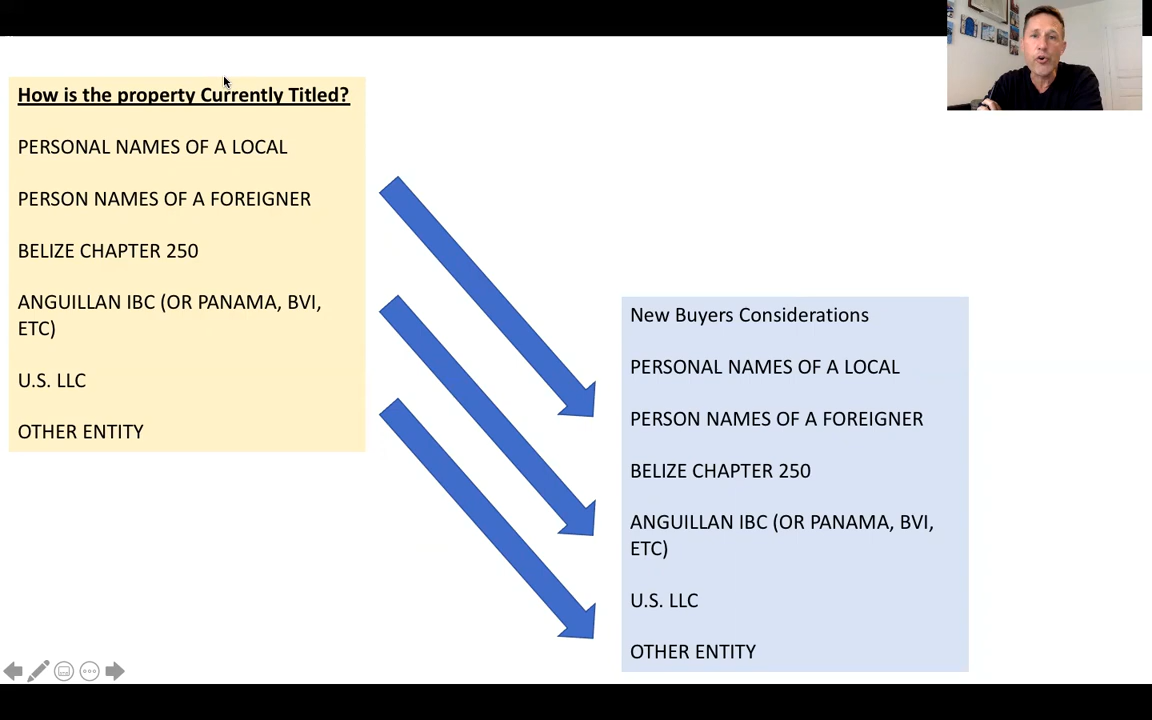 How is the property Currently Titled?
PERSONAL NAMES OF A LOCAL
PERSON NAMES OF A FOREIGNER
BELIZE CHAPTER 250
ANGUILLAN IBC (OR PANAMA, BVI,
ETC)
U.S. LLC
OTHER ENTITY
New Buyers Considerations
PERSONAL NAMES OF A LOCAL
PERSON NAMES OF A FOREIGNER
BELIZE CHAPTER 250
ANGUILLAN IBC (OR PANAMA, BVI,
ETC)
U.S. LLC
OTHER ENTITY